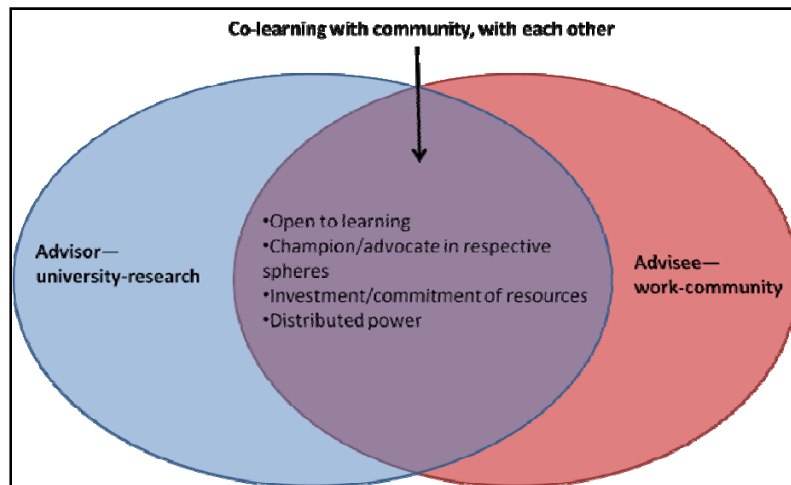 Co-learning with community, with each other
•Open to learning
•Champion/advocate in respective
spheres
•Investment/commitment of resources
•Distributed power
Advisor—
university-research
Advisee—
work-community